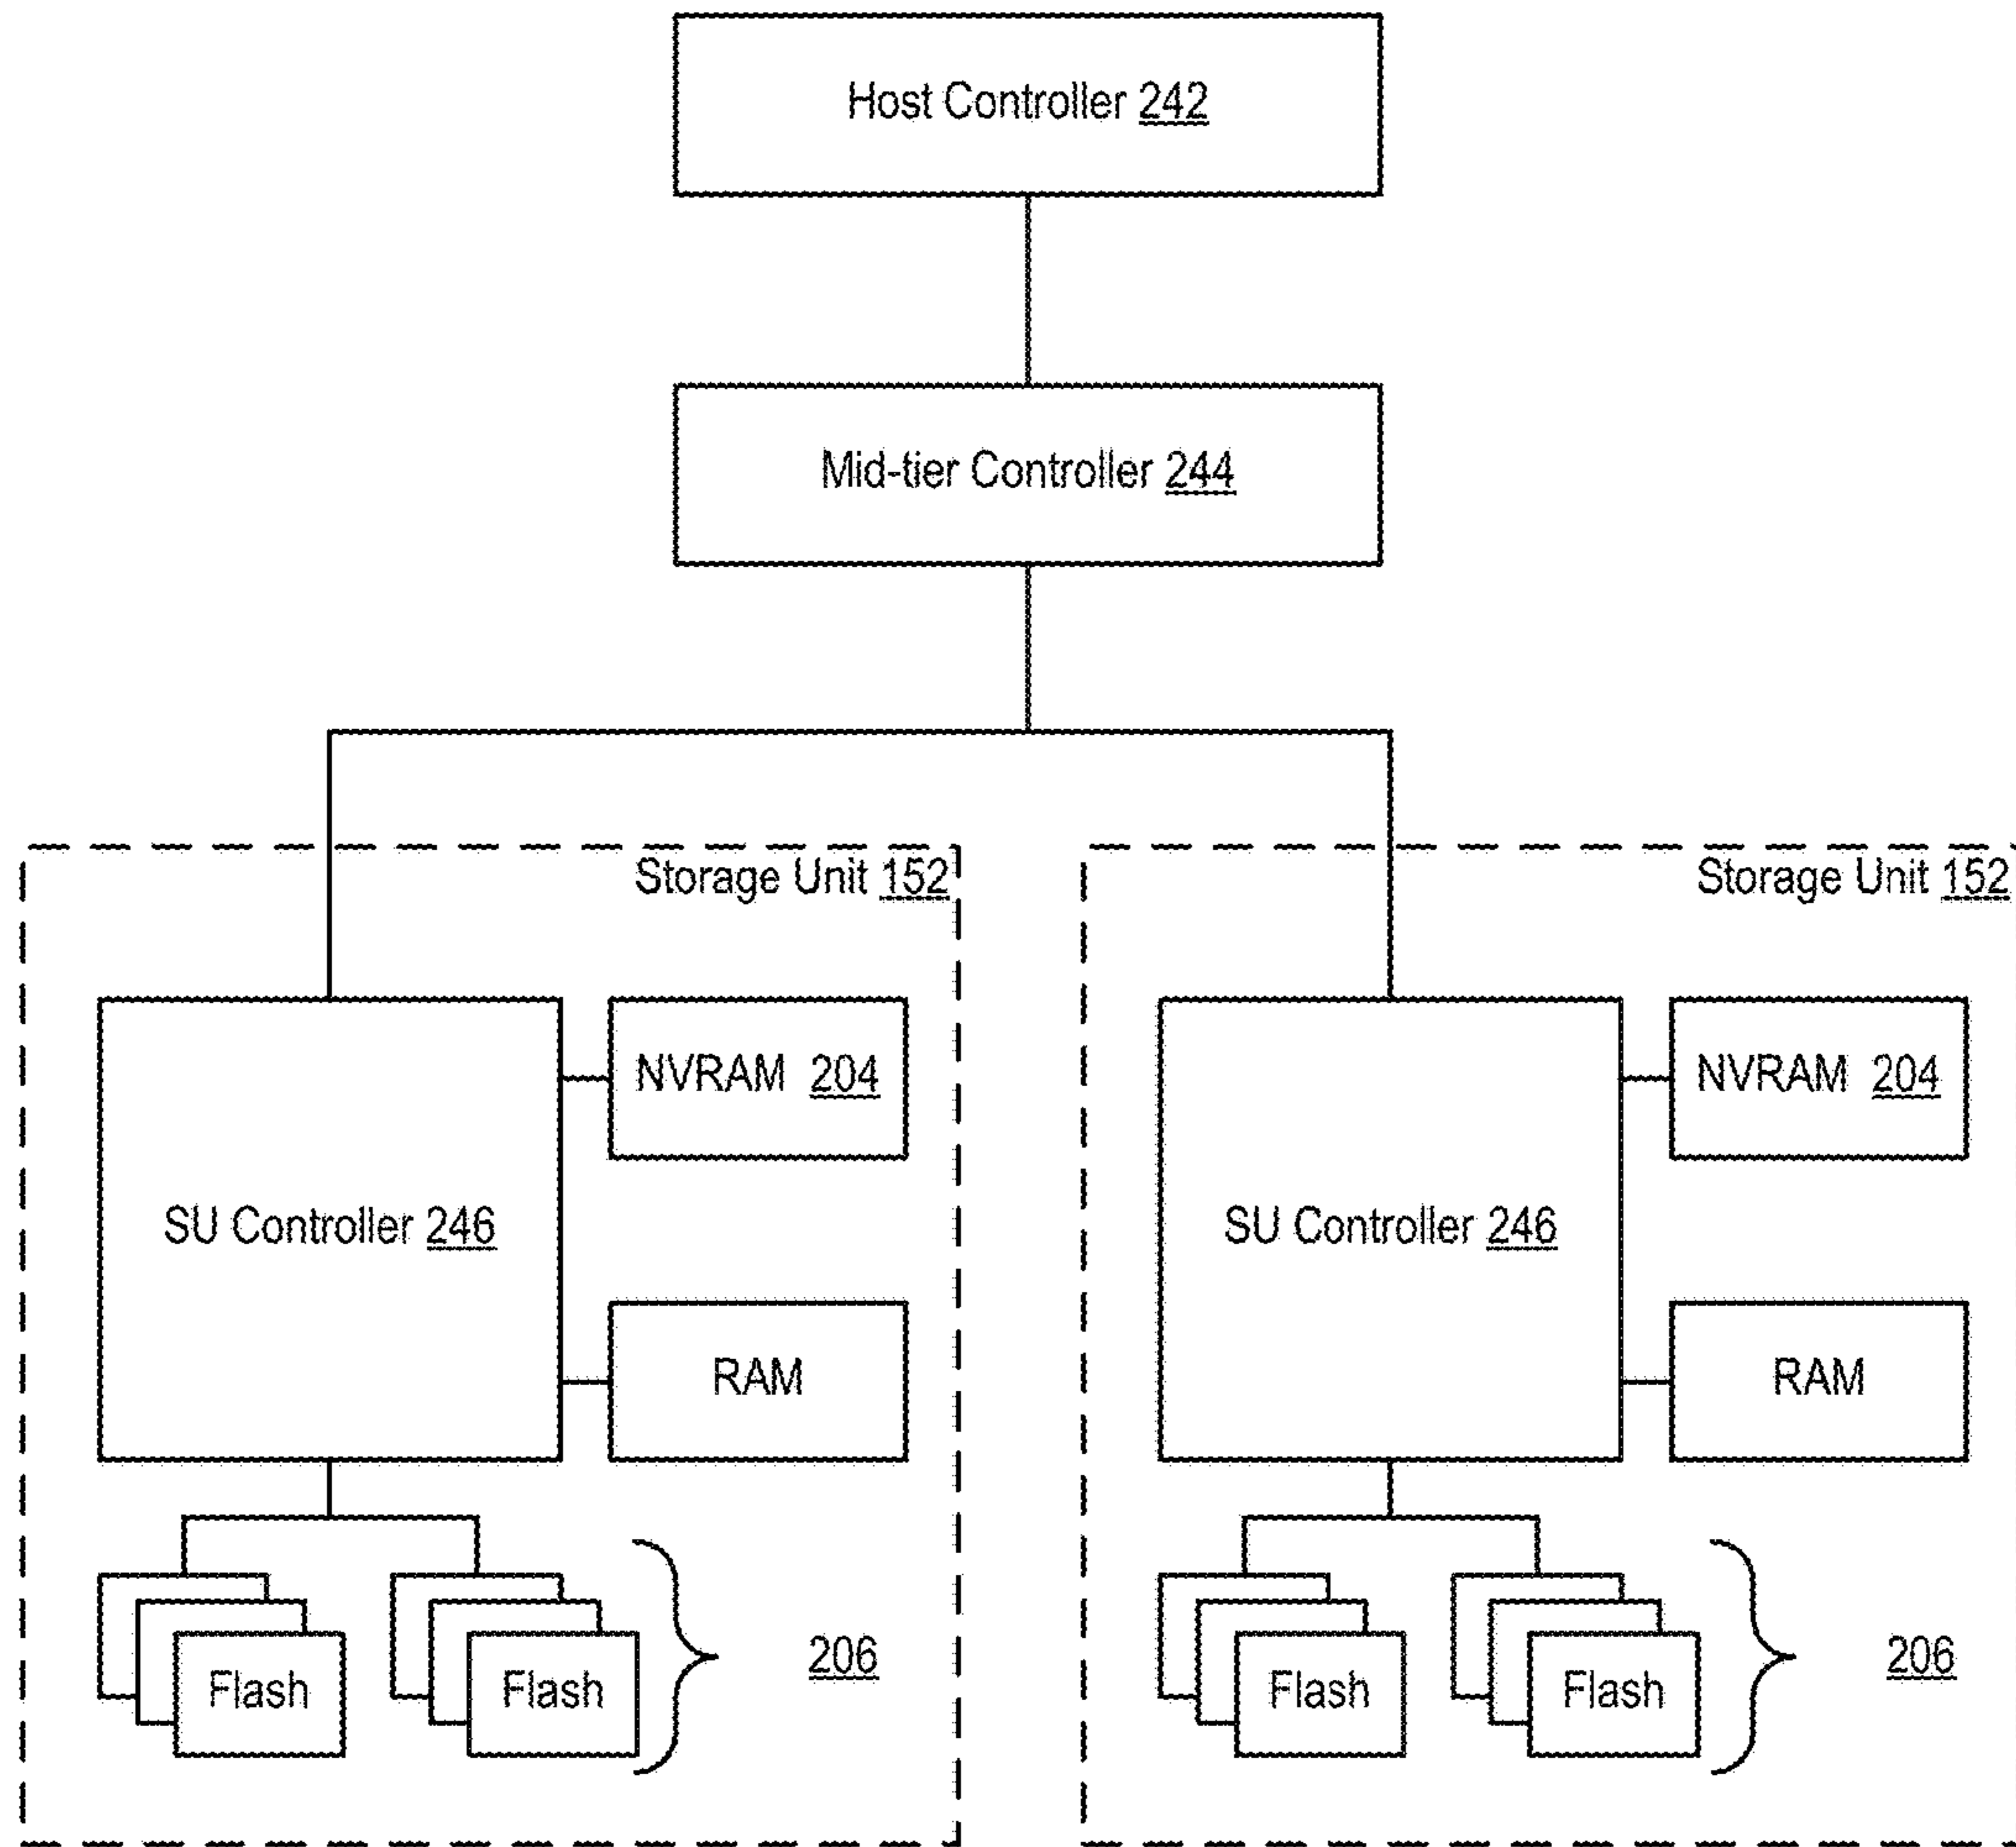 Host Controller 242
Mid-tier Controller 244
Storage Unit 152
Storage Unit 152
NVRAM 204
NVRAM 204
SU Controller 246
SU Controller 246
RAM
RAM
Flash
Flash
206
Flash
Flash
206